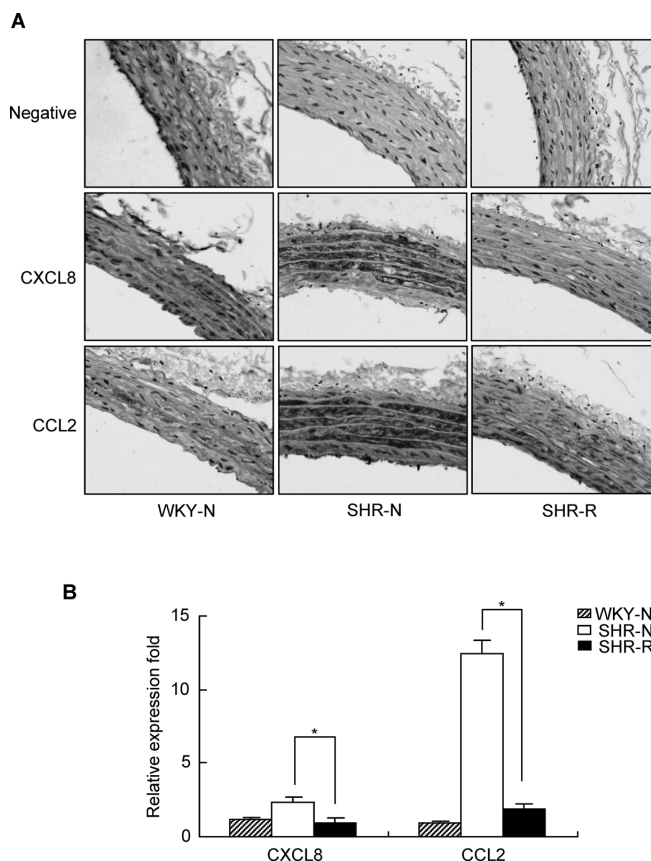 A
Negative
CXCL8
CCL2
WKY-N
SHR-N
SHR-R
B
Relative expression fold
15
10
5
0
*
*
WKY-N
SHR-N
SHR-R
CXCL8
CCL2